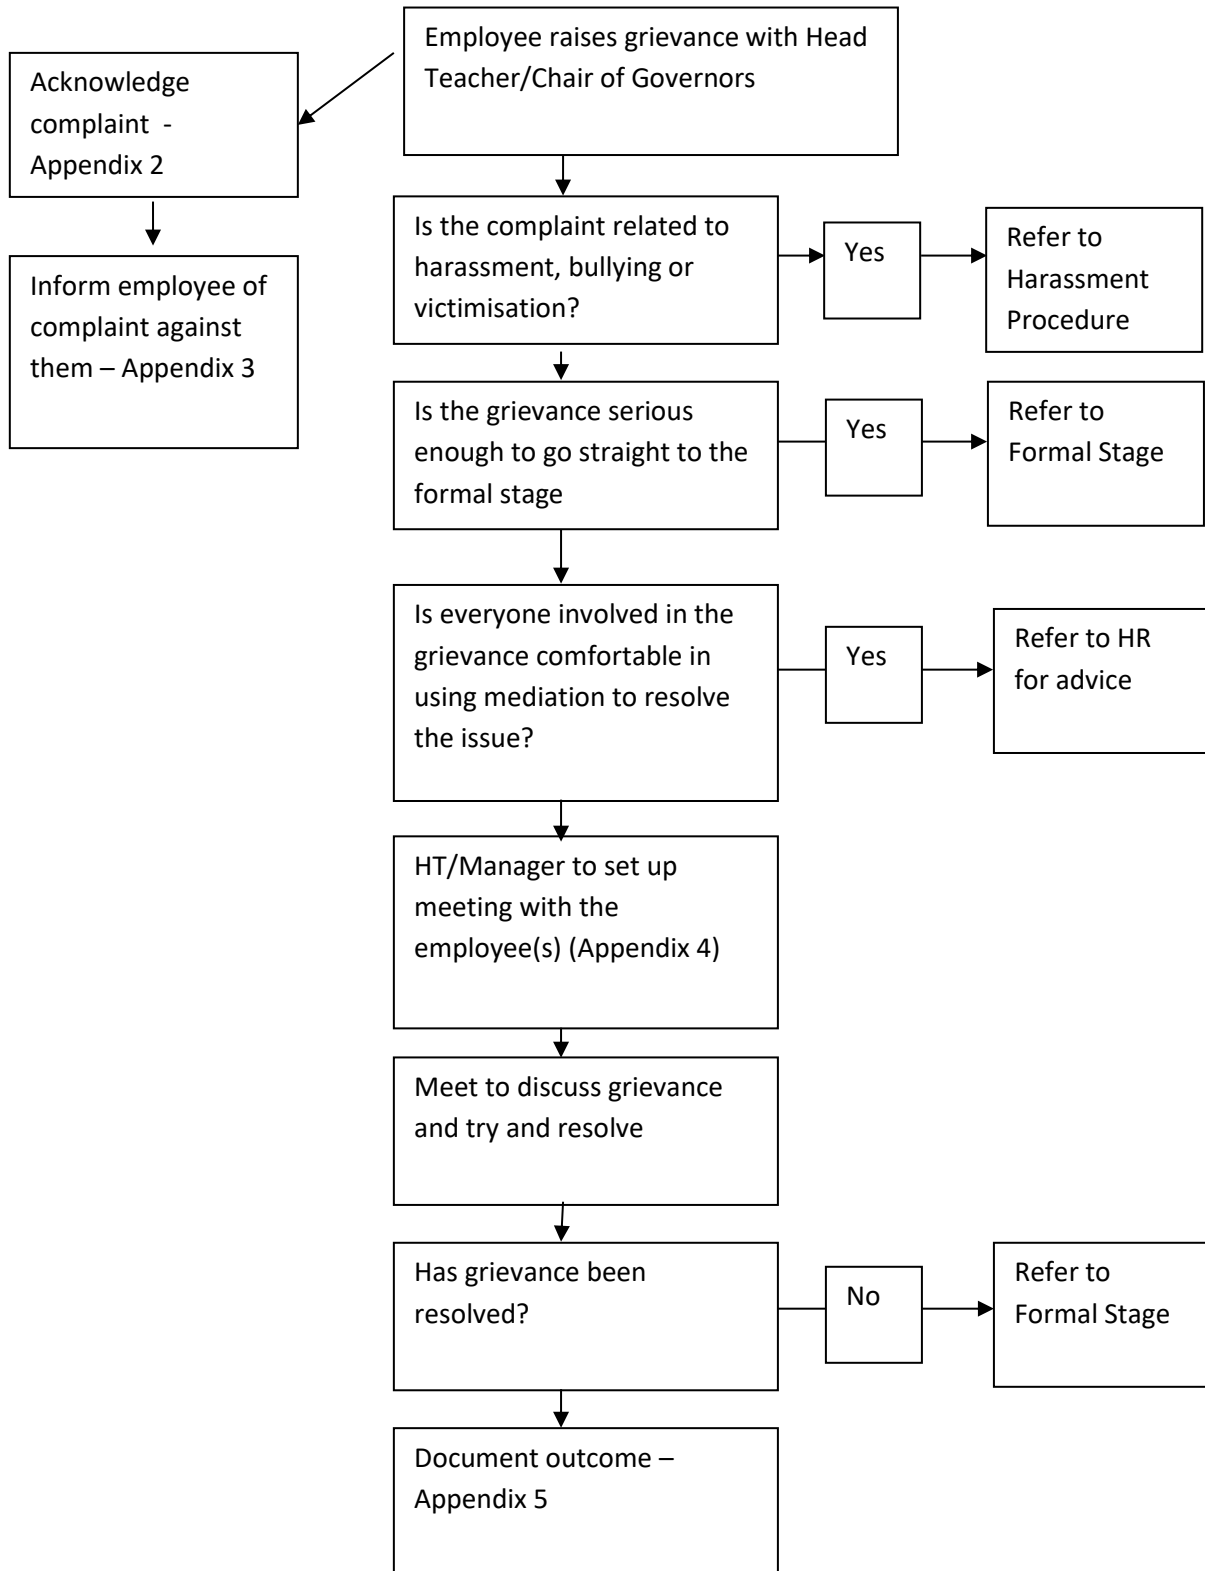 Employee raises grievance with Head
Teacher/Chair of Governors
Acknowledge
complaint  -
Appendix 2
Inform employee of
complaint against
them – Appendix 3
Is the complaint related to
harassment, bullying or
victimisation?
Yes
Refer to
Harassment
Procedure
Is the grievance serious
enough to go straight to the
formal stage
Yes
Refer to
Formal Stage
Is everyone involved in the
grievance comfortable in
using mediation to resolve
the issue?
Yes
Refer to HR
for advice
HT/Manager to set up
meeting with the
employee(s) (Appendix 4)
Meet to discuss grievance
and try and resolve
Has grievance been
resolved?
No
Refer to
Formal Stage
Document outcome –
Appendix 5